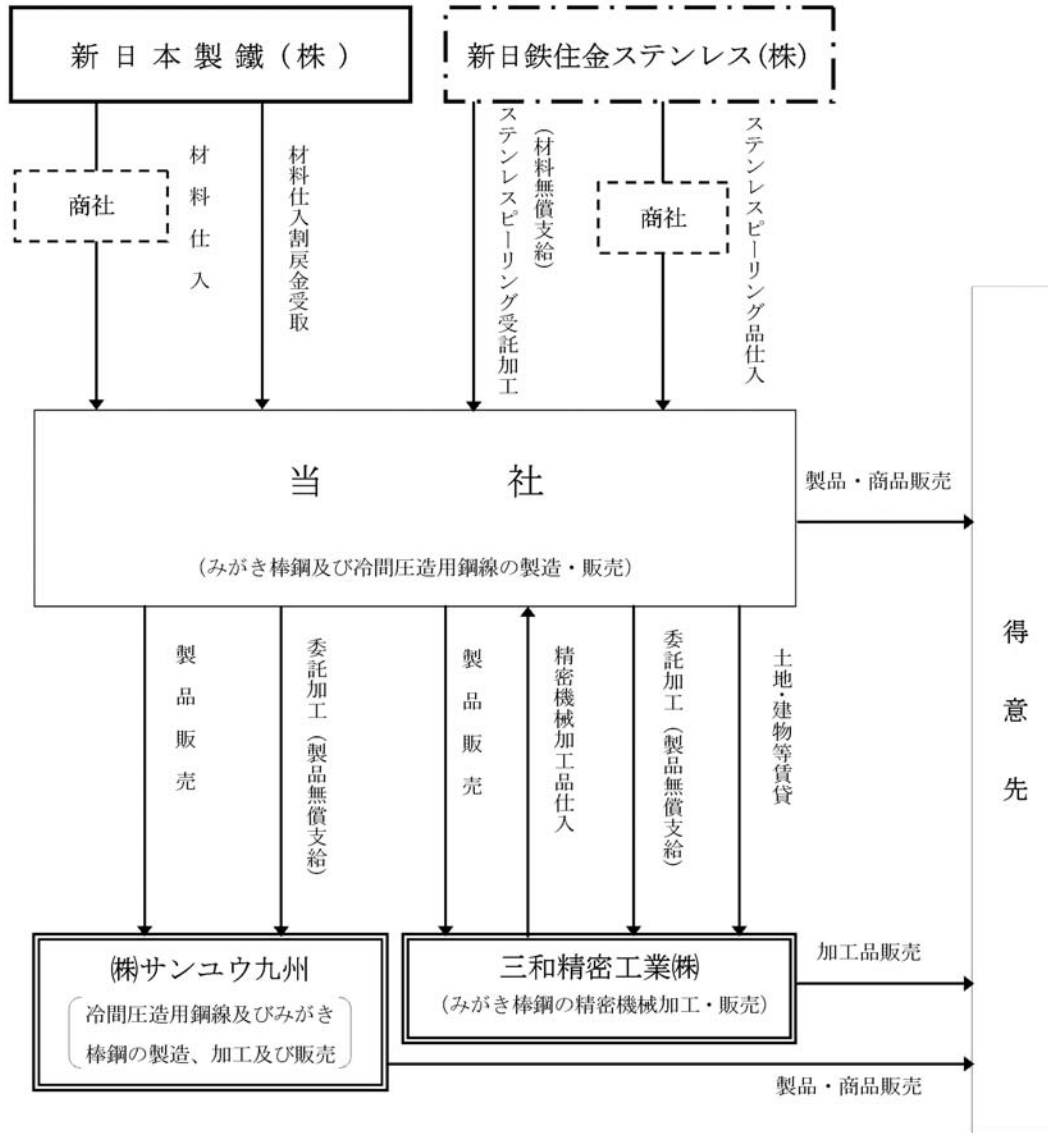 新日本製鐵(株)
新日鉄住金ステンレス(株)
商社
材料仕入
材料仕入割戻金受取
ステンレスピーリング受託加工
(材料無償支給)
商社
ステンレスピーリング品仕入
当社
(みがき棒鋼及び冷間圧造用鋼線の製造・販売)
製品・商品販売
得意先
製品販売
委託加工(製品無償支給)
製品販売
精密機械加工品仕入
委託加工(製品無償支給)
土地・建物等賃貸
㈱サンユウ九州
冷間圧造用鋼線及びみがき
棒鋼の製造、加工及び販売
三和精密工業㈱
(みがき棒鋼の精密機械加工・販売)
加工品販売
製品・商品販売